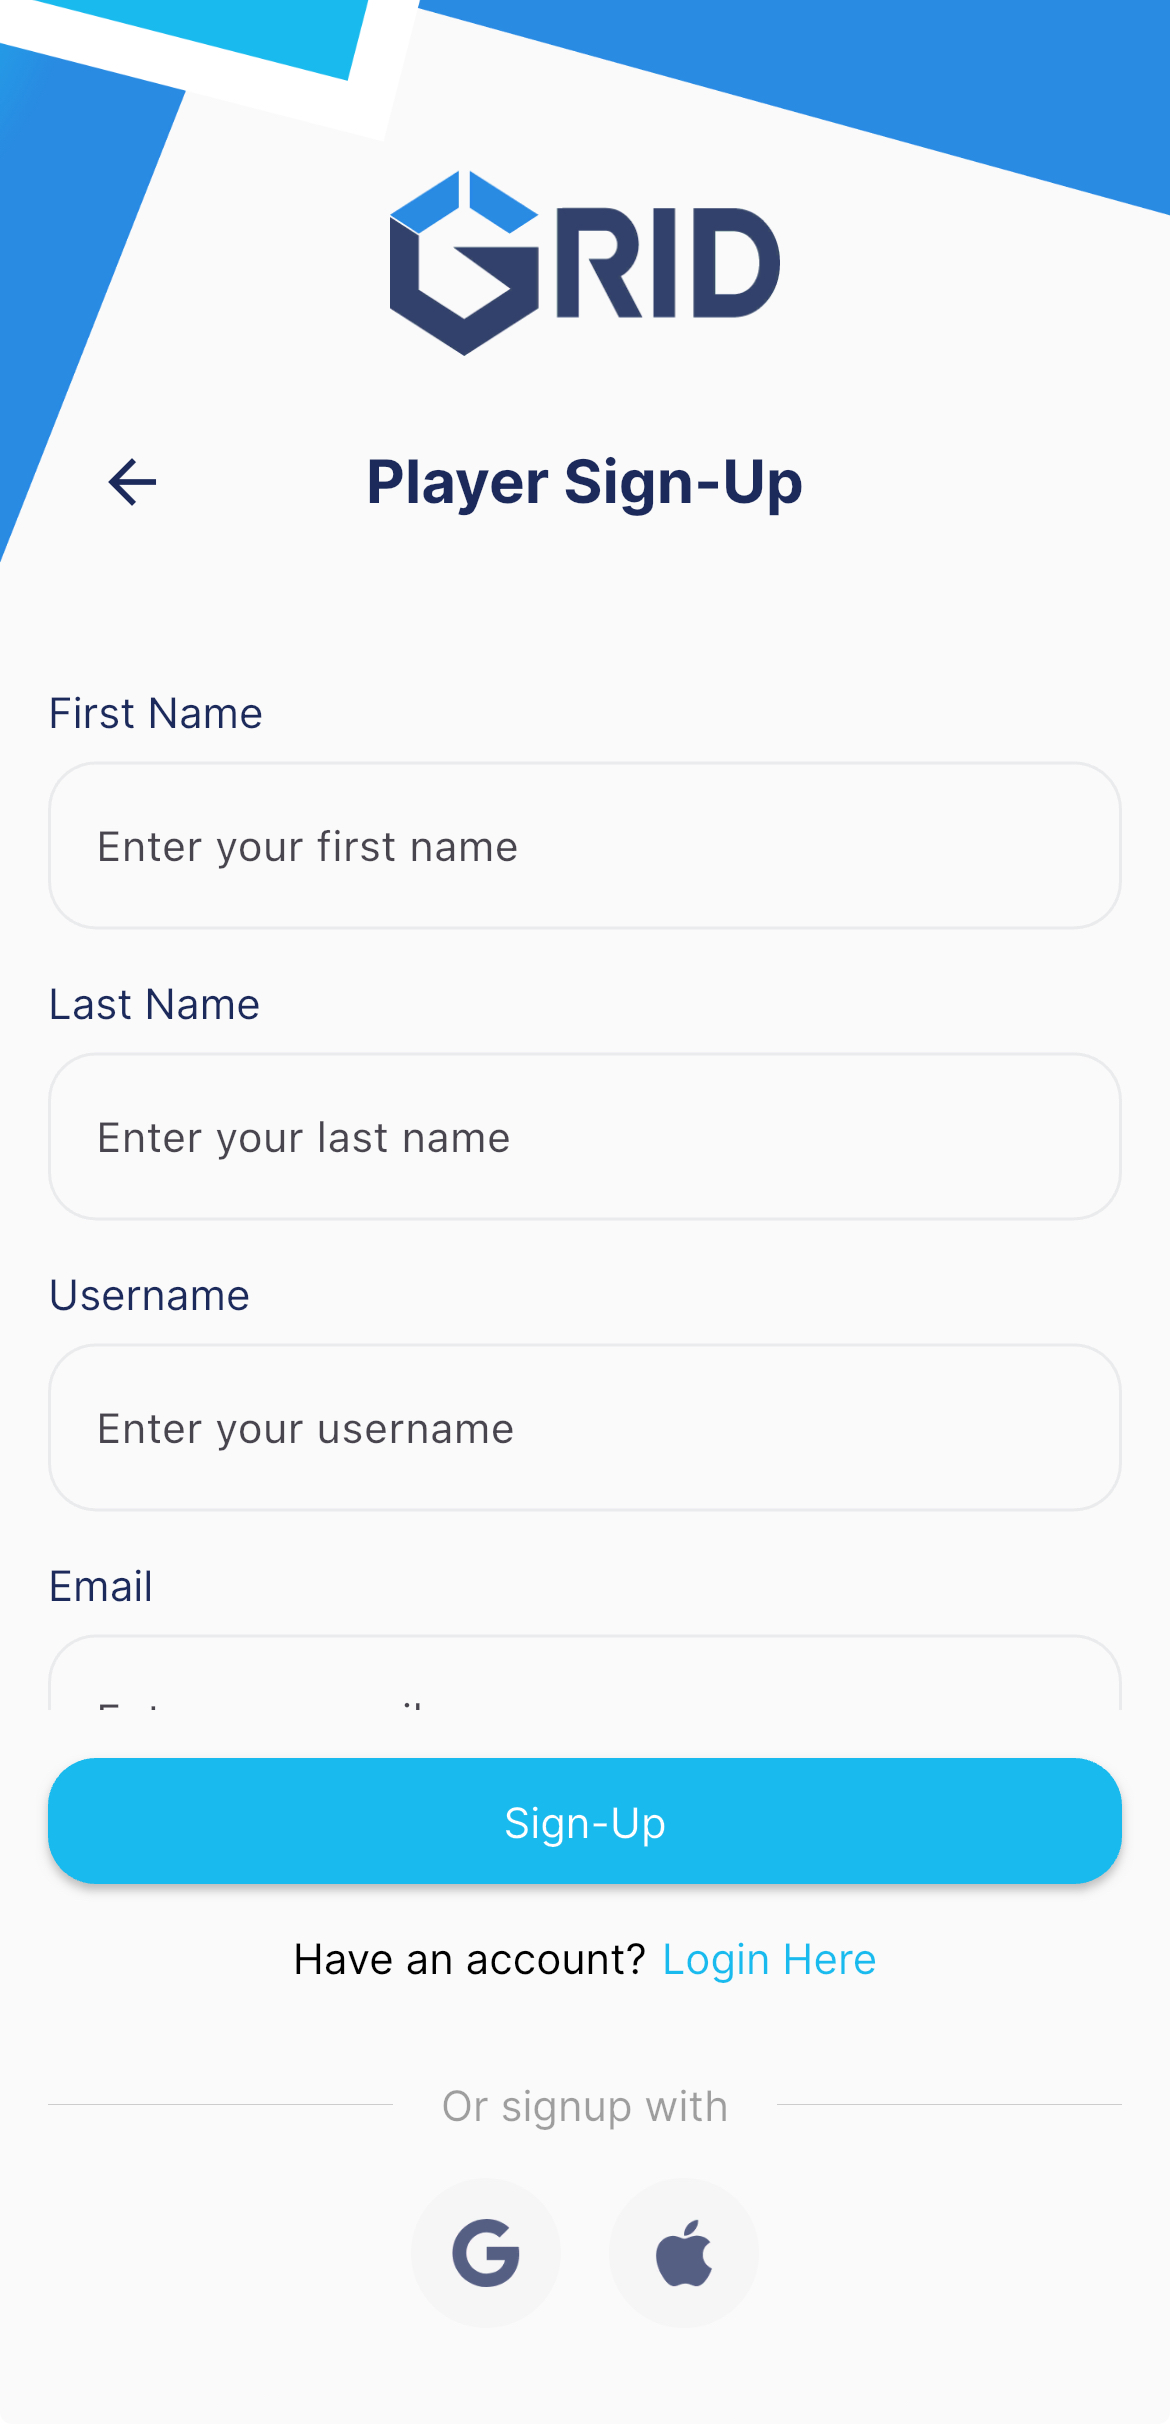 GRID
Player Sign-Up
First Name
Enter your first name
Last Name
Enter your last name
Username
Enter your username
Email
Sign-Up
Have an account? Login Here
Or signup with
G